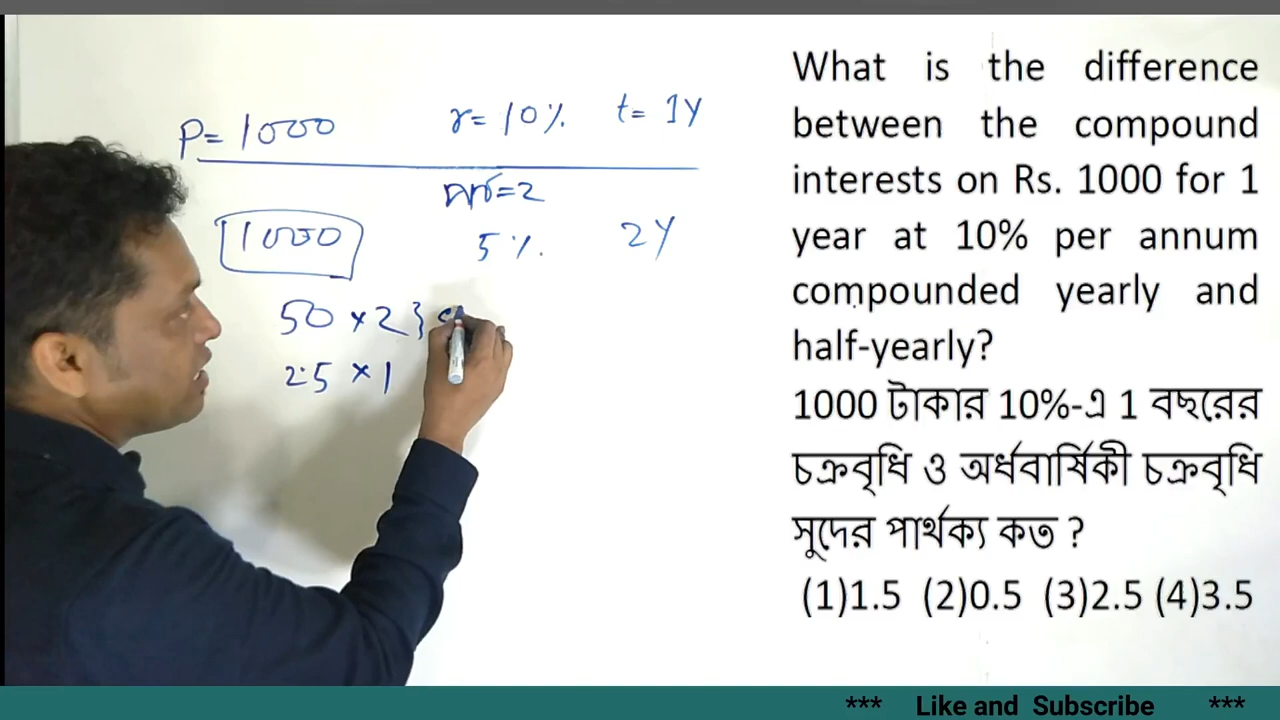 P= 1000 r= 10% t= 1Y
পর্ব=2
1000 5% 2Y
50 × 2 }
2.5 × 1
What is the difference
between the compound
interests on Rs. 1000 for 1
year at 10% per annum
compounded yearly and
half-yearly?
1000 টাকার 10%-এ 1 বছরের
চক্রবৃধি ও অর্ধবার্ষিকী চক্রবৃধি
সুদের পার্থক্য কত ?
(1)1.5 (2)0.5 (3)2.5 (4)3.5
*** Like and Subscribe ***